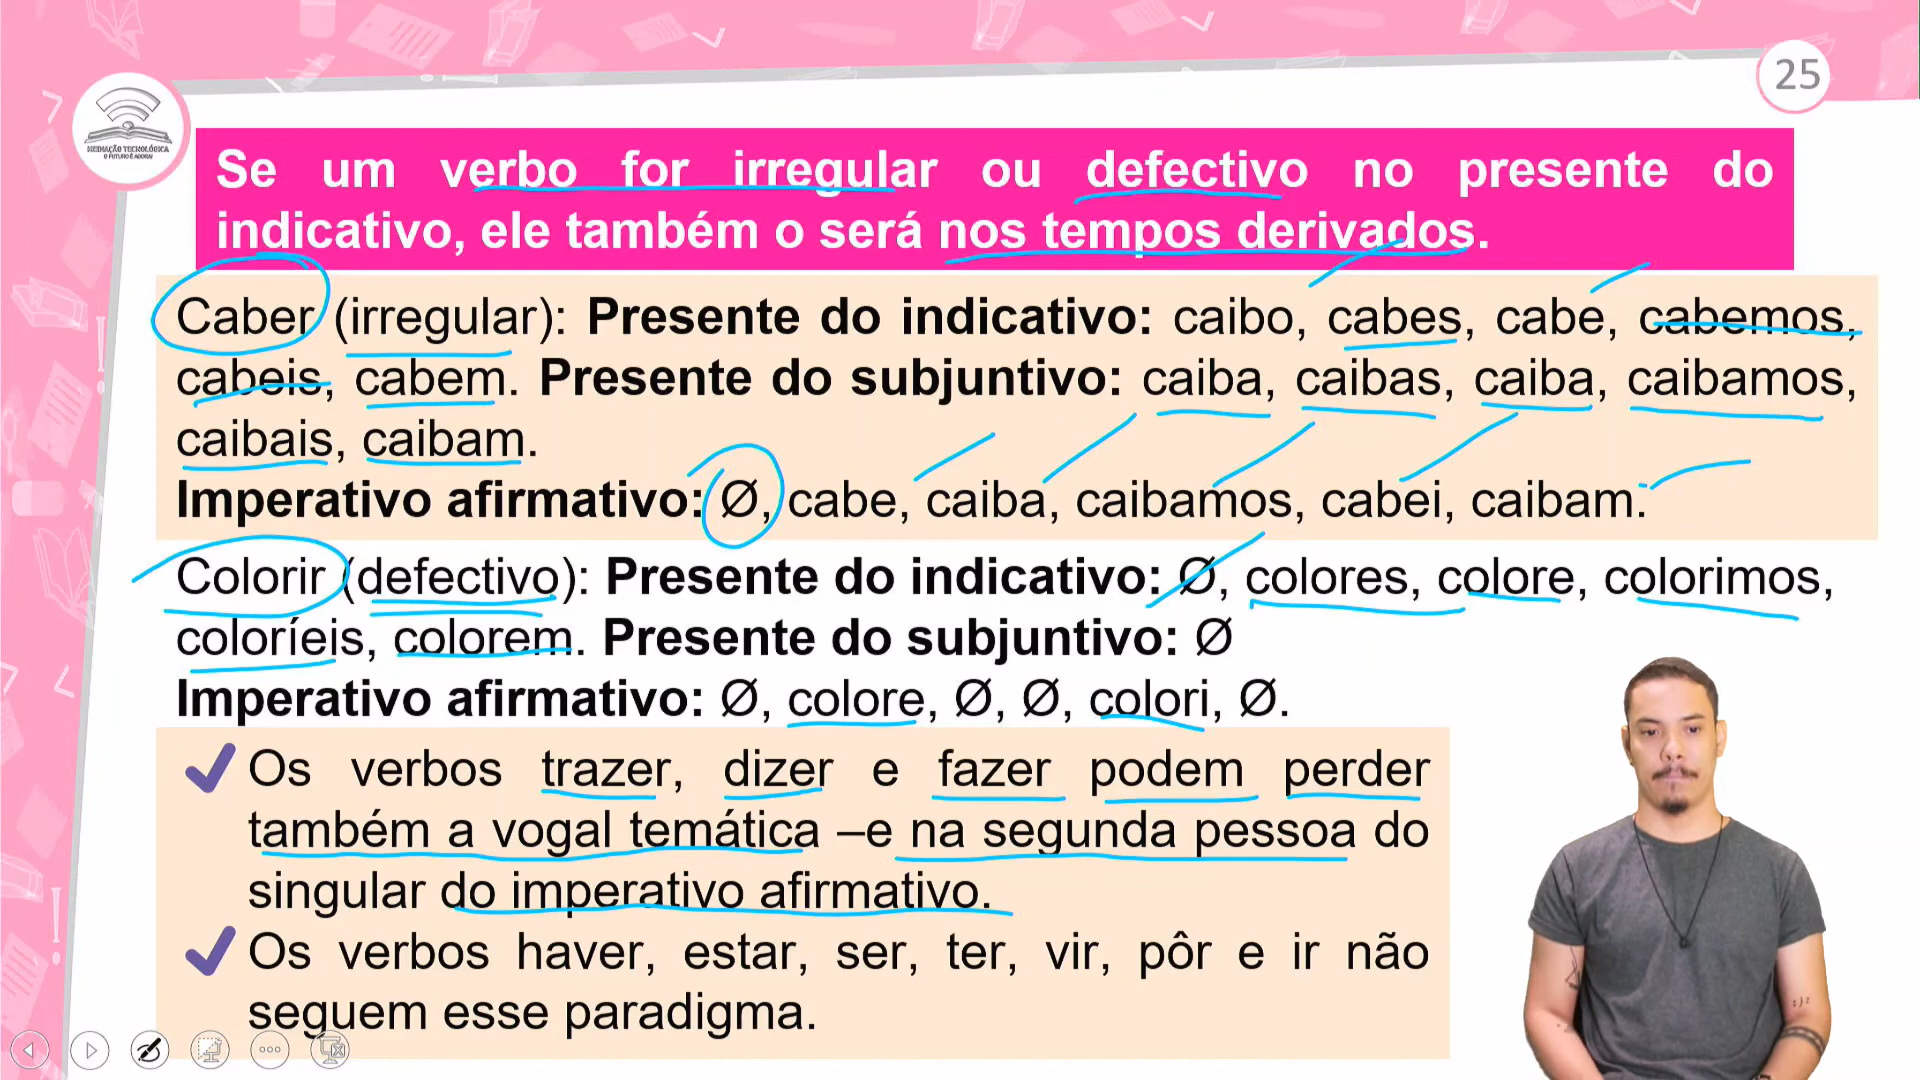 25
MEDIAÇÃO TECNOLÓGICA
O FUTURO É AGORA!
Se um verbo for irregular ou defectivo no presente do
indicativo, ele também o será nos tempos derivados.
Caber (irregular): Presente do indicativo: caibo, cabes, cabe, cabemos,
cabeis, cabem. Presente do subjuntivo: caiba, caibas, caiba, caibamos,
caibais, caibam.
Imperativo afirmativo: Ø, cabe, caiba, caibamos, cabei, caibam.
Colorir (defectivo): Presente do indicativo: Ø, colores, colore, colorimos,
coloríeis, colorem. Presente do subjuntivo: Ø
Imperativo afirmativo: Ø, colore, Ø, Ø, colori, Ø.
Os verbos trazer, dizer e fazer podem perder
também a vogal temática –e na segunda pessoa do
singular do imperativo afirmativo.
Os verbos haver, estar, ser, ter, vir, pôr e ir não
seguem esse paradigma.